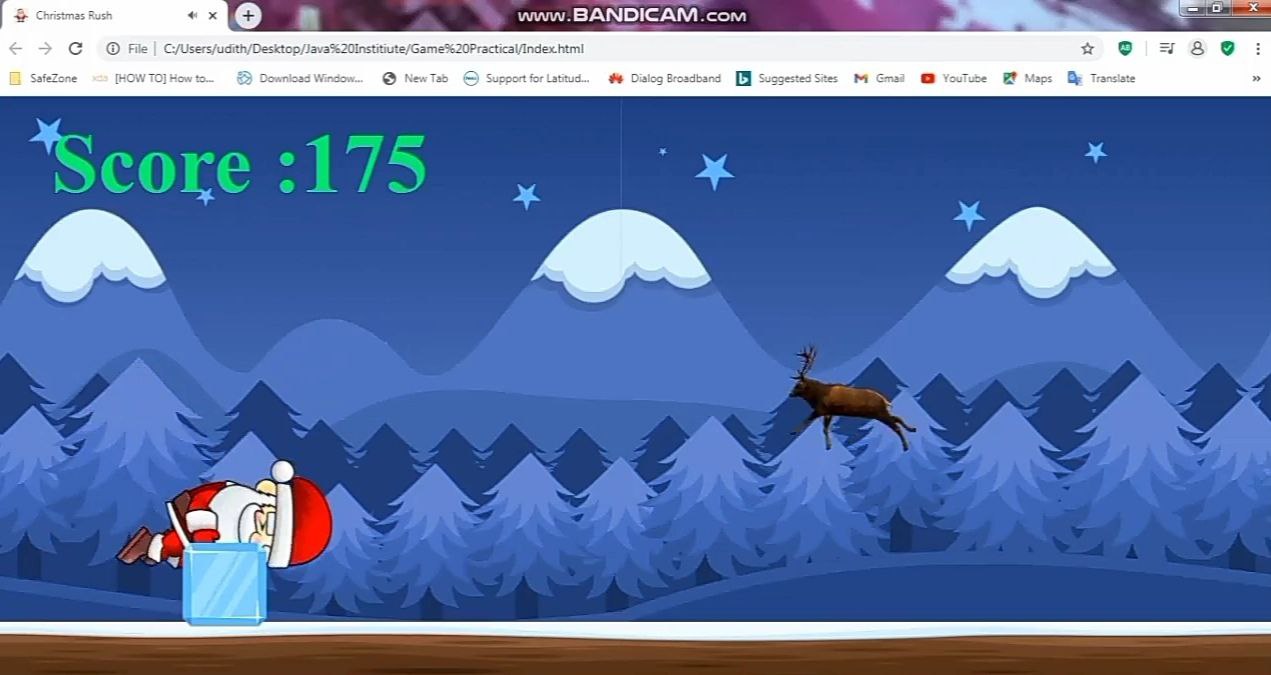 Christmas Rush
www.BANDICAM.com
File | C:/Users/udith/Desktop/Java%20Institiute/Game%20Practical/Index.html
SafeZone [HOW TO] How to... Download Window... New Tab Support for Latitud... Dialog Broadband Suggested Sites Gmail YouTube Maps Translate »
Score :175